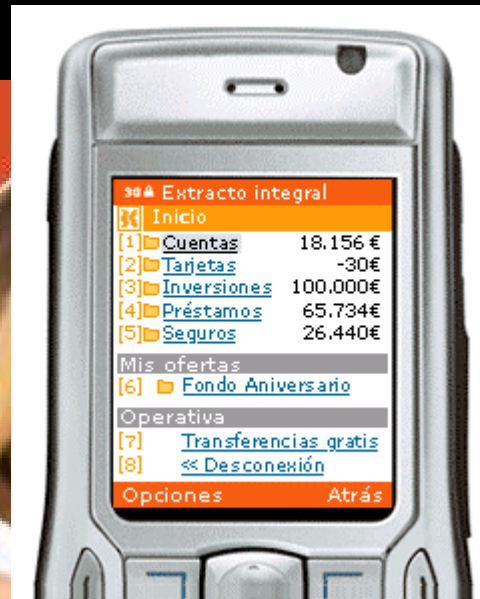 3G Extracto integral
Inicio
[1] Cuentas 18.156 €
[2] Tarjetas -30€
[3] Inversiones 100.000€
[4] Préstamos 65.734€
[5] Seguros 26.440€
Mis ofertas
[6] Fondo Aniversario
Operativa
[7] Transferencias gratis
[8] << Desconexión
Opciones Atrás